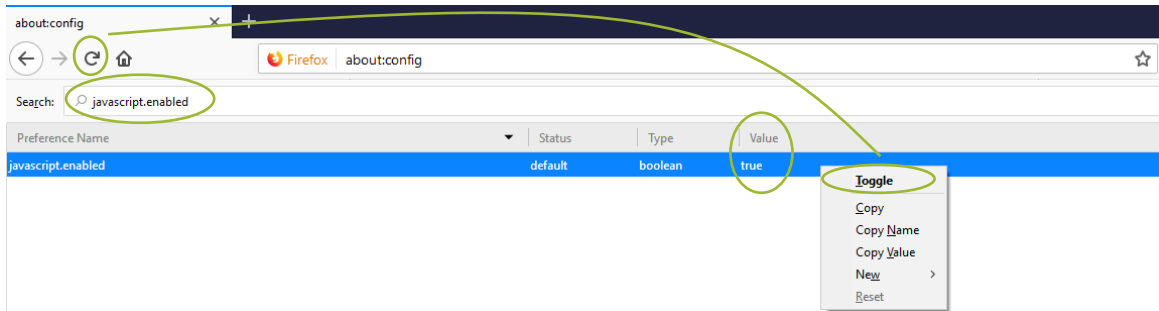 about:config
Firefox about:config
Search: javascript.enabled
Preference Name Status Type Value
javascript.enabled default boolean true
Toggle
Copy
Copy Name
Copy Value
New
Reset